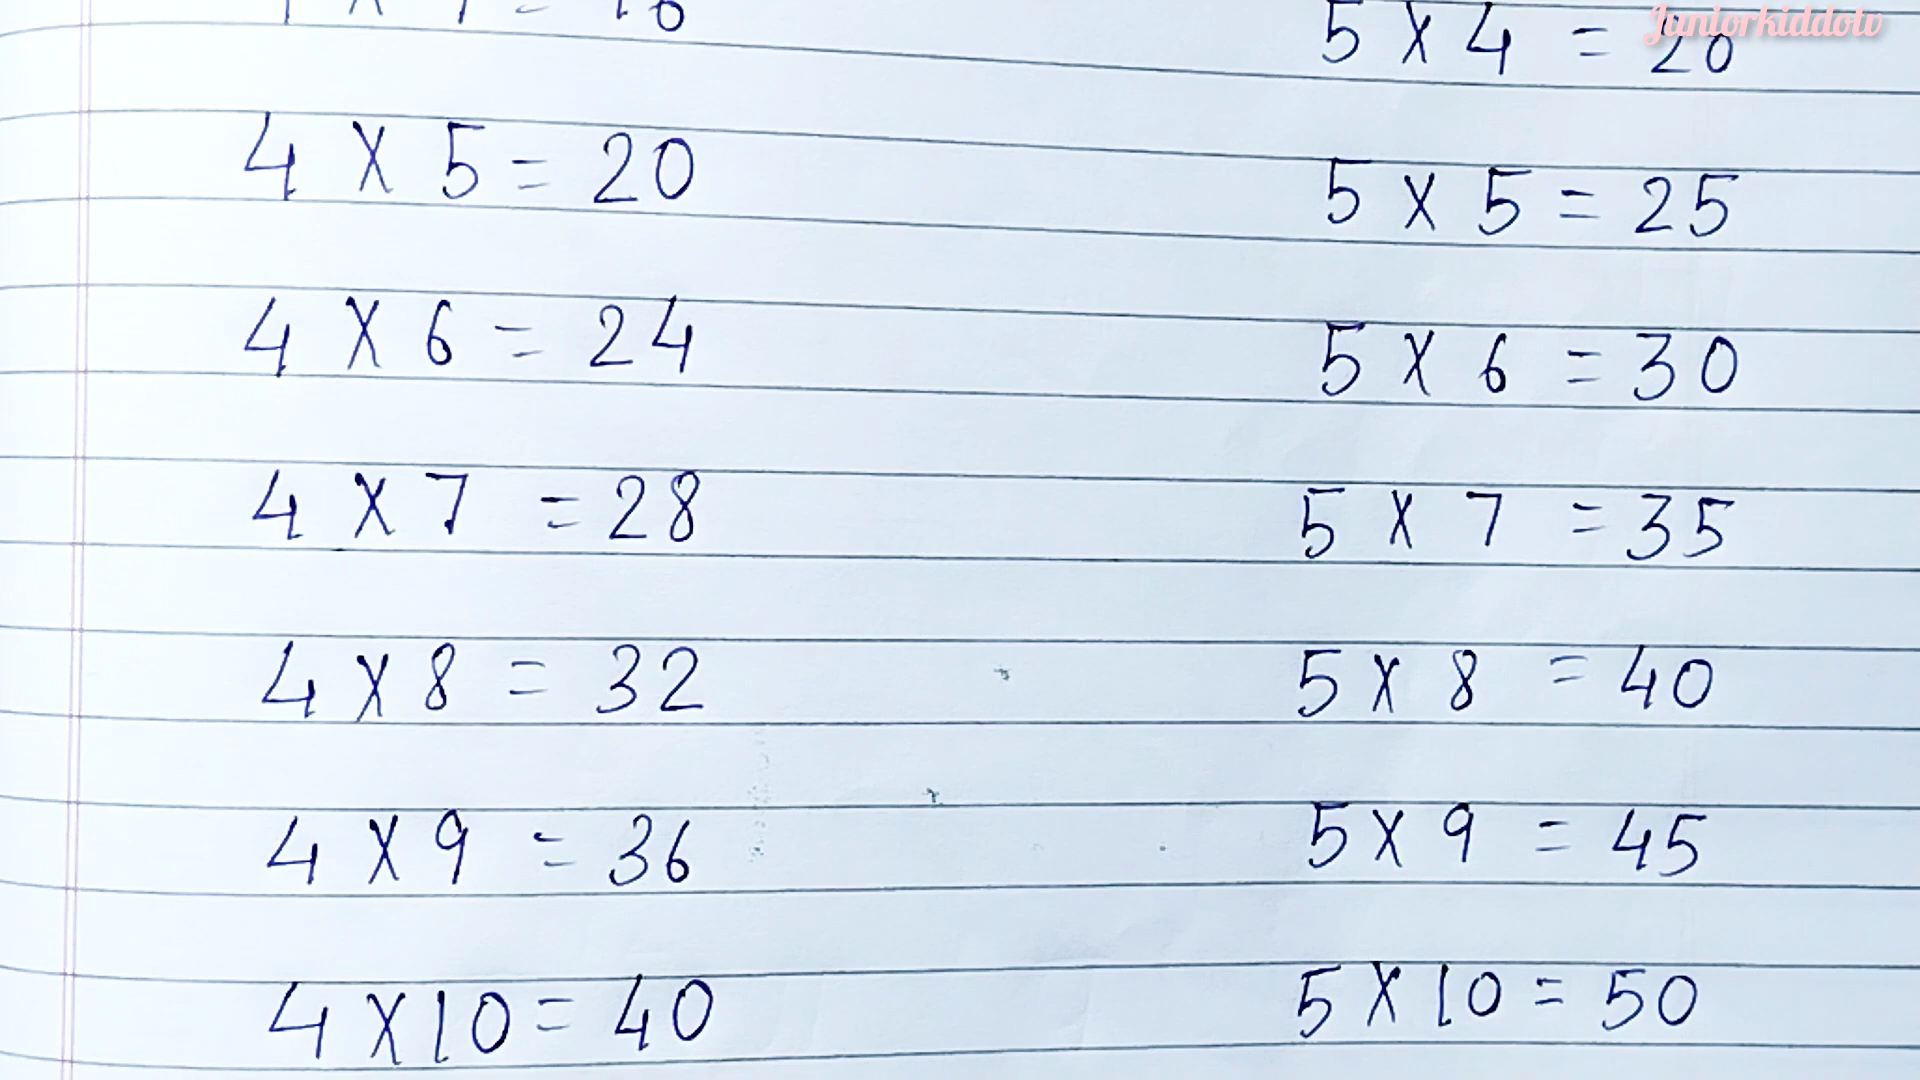 Juniorkiddotv
5 X 4 = 20
4 X 5 = 20
5 X 5 = 25
4 X 6 = 24
5 X 6 = 30
4 X 7 = 28
5 X 7 = 35
4 X 8 = 32
5 X 8 = 40
4 X 9 = 36
5 X 9 = 45
4 X 10 = 40
5 X 10 = 50